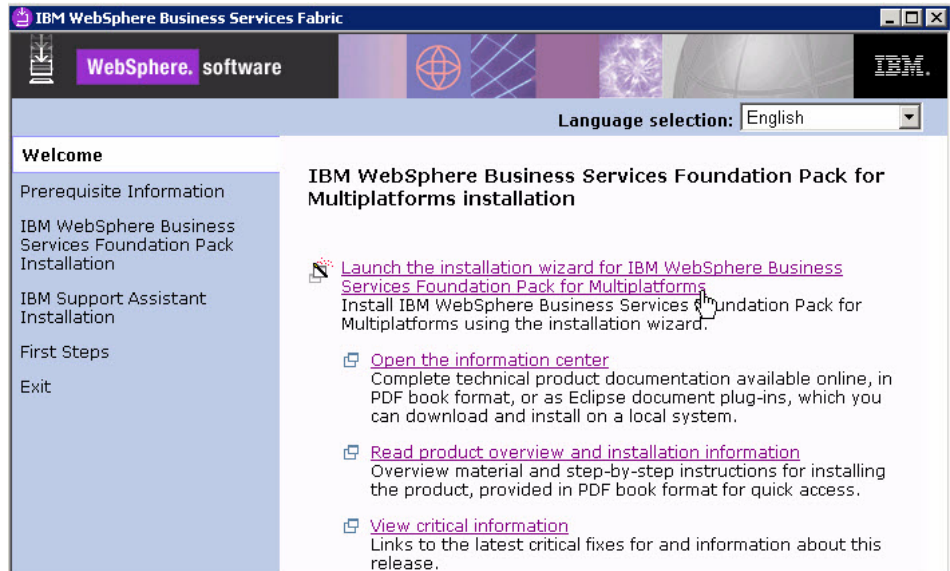 IBM WebSphere Business Services Fabric
WebSphere. software
IBM.
Language selection: English
Welcome
Prerequisite Information
IBM WebSphere Business
Services Foundation Pack
Installation
IBM Support Assistant
Installation
First Steps
Exit
IBM WebSphere Business Services Foundation Pack for
Multiplatforms installation
Launch the installation wizard for IBM WebSphere Business
Services Foundation Pack for Multiplatforms
Install IBM WebSphere Business Services Foundation Pack for
Multiplatforms using the installation wizard.
Open the information center
Complete technical product documentation available online, in
PDF book format, or as Eclipse document plug-ins, which you
can download and install on a local system.
Read product overview and installation information
Overview material and step-by-step instructions for installing
the product, provided in PDF book format for quick access.
View critical information
Links to the latest critical fixes for and information about this
release.